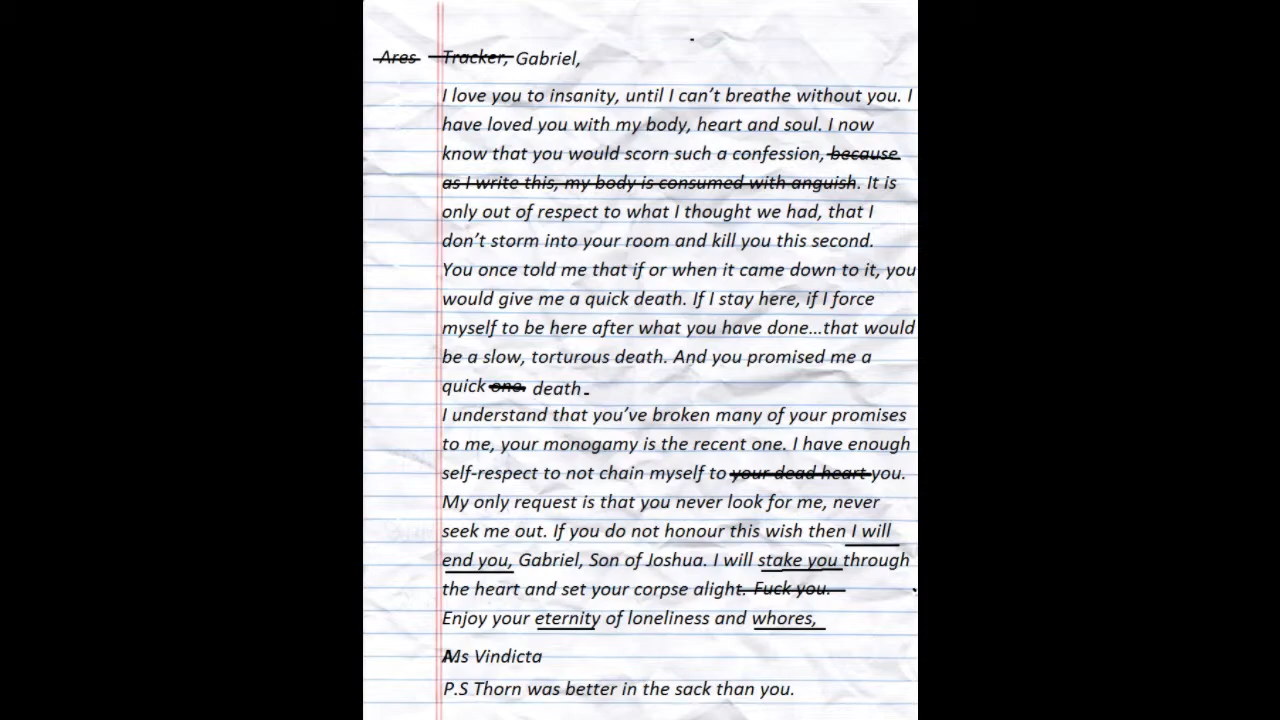 Ares Tracker, Gabriel,
I love you to insanity, until I can't breathe without you. I
have loved you with my body, heart and soul. I now
know that you would scorn such a confession, because
as I write this, my body is consumed with anguish. It is
only out of respect to what I thought we had, that I
don't storm into your room and kill you this second.
You once told me that if or when it came down to it, you
would give me a quick death. If I stay here, if I force
myself to be here after what you have done...that would
be a slow, torturous death. And you promised me a
quick one. death.
I understand that you've broken many of your promises
to me, your monogamy is the recent one. I have enough
self-respect to not chain myself to your dead heart you.
My only request is that you never look for me, never
seek me out. If you do not honour this wish then I will
end you, Gabriel, Son of Joshua. I will stake you through
the heart and set your corpse alight. Fuck you.
Enjoy your eternity of loneliness and whores,
Ms Vindicta
P.S Thorn was better in the sack than you.